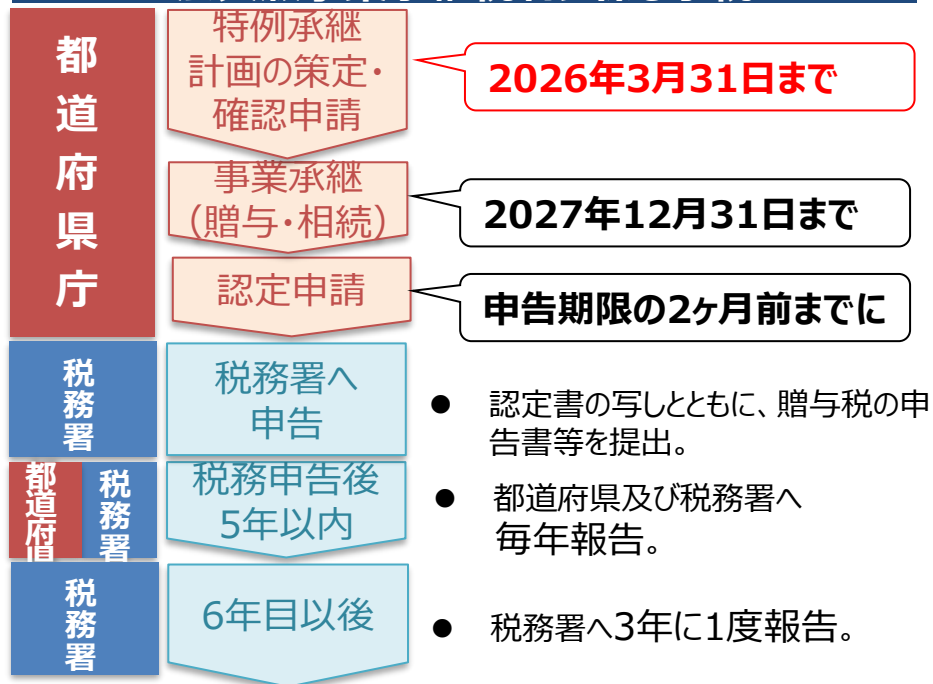 都道府県庁
特例承継
計画の策定・
確認申請
2026年3月31日まで
事業承継
(贈与・相続)
2027年12月31日まで
認定申請
申告期限の2ヶ月前までに
税務署
税務署へ
申告
● 認定書の写しとともに、贈与税の申
告書等を提出。
都道府県
税務署
税務申告後
5年以内
● 都道府県及び税務署へ
毎年報告。
税務署
6年目以後
● 税務署へ3年に1度報告。